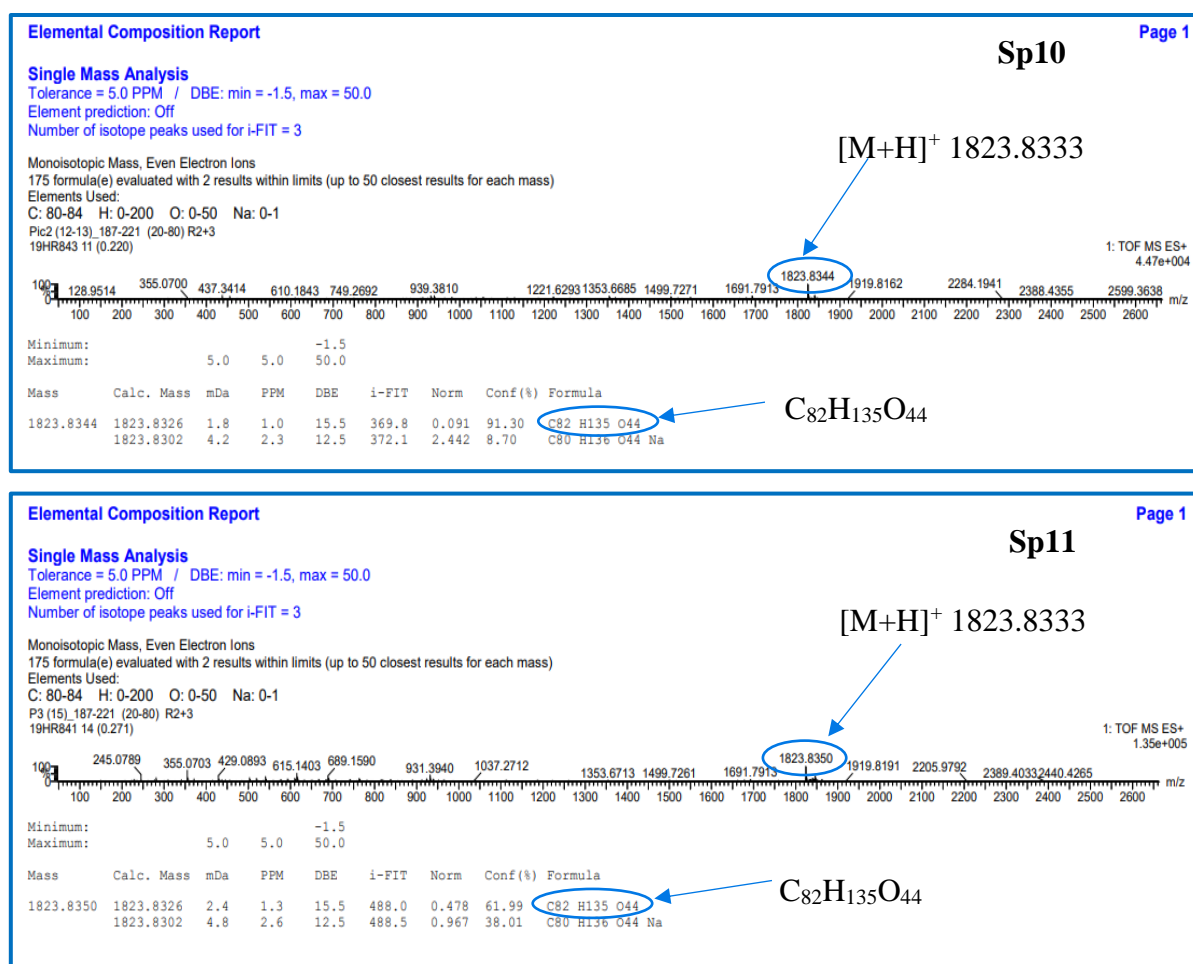 Elemental Composition Report Page 1
Sp10
Single Mass Analysis
Tolerance = 5.0 PPM / DBE: min = -1.5, max = 50.0
Element prediction: Off
Number of isotope peaks used for i-FIT = 3
[M+H]+ 1823.8333
Monoisotopic Mass, Even Electron Ions
175 formula(e) evaluated with 2 results within limits (up to 50 closest results for each mass)
Elements Used:
C: 80-84 H: 0-200 O: 0-50 Na: 0-1
Pic2 (12-13)_187-221 (20-80) R2+3
19HR843 11 (0.220) 1: TOF MS ES+
4.47e+004
100 128.9514 355.0700 437.3414 610.1843 749.2692 939.3810 1221.6293 1353.6685 1499.7271 1691.7913 1823.8344 1919.8162 2284.1941 2388.4355 2599.3638
%
0 m/z
100 200 300 400 500 600 700 800 900 1000 1100 1200 1300 1400 1500 1600 1700 1800 1900 2000 2100 2200 2300 2400 2500 2600
Minimum: -1.5
Maximum: 5.0 5.0 50.0
Mass Calc. Mass mDa PPM DBE i-FIT Norm Conf(%) Formula
1823.8344 1823.8326 1.8 1.0 15.5 369.8 0.091 91.30 C82 H135 O44
1823.8302 4.2 2.3 12.5 372.1 2.442 8.70 C80 H136 O44 Na
C82H135O44
Elemental Composition Report Page 1
Sp11
Single Mass Analysis
Tolerance = 5.0 PPM / DBE: min = -1.5, max = 50.0
Element prediction: Off
Number of isotope peaks used for i-FIT = 3
[M+H]+ 1823.8333
Monoisotopic Mass, Even Electron Ions
175 formula(e) evaluated with 2 results within limits (up to 50 closest results for each mass)
Elements Used:
C: 80-84 H: 0-200 O: 0-50 Na: 0-1
P3 (15)_187-221 (20-80) R2+3
19HR841 14 (0.271) 1: TOF MS ES+
1.35e+005
100 245.0789 355.0703 429.0893 615.1403 689.1590 931.3940 1037.2712 1353.6713 1499.7261 1691.7913 1823.8350 1919.8191 2205.9792 2389.4033 2440.4265
%
0 m/z
100 200 300 400 500 600 700 800 900 1000 1100 1200 1300 1400 1500 1600 1700 1800 1900 2000 2100 2200 2300 2400 2500 2600
Minimum: -1.5
Maximum: 5.0 5.0 50.0
Mass Calc. Mass mDa PPM DBE i-FIT Norm Conf(%) Formula
1823.8350 1823.8326 2.4 1.3 15.5 488.0 0.478 61.99 C82 H135 O44
1823.8302 4.8 2.6 12.5 488.5 0.967 38.01 C80 H136 O44 Na
C82H135O44